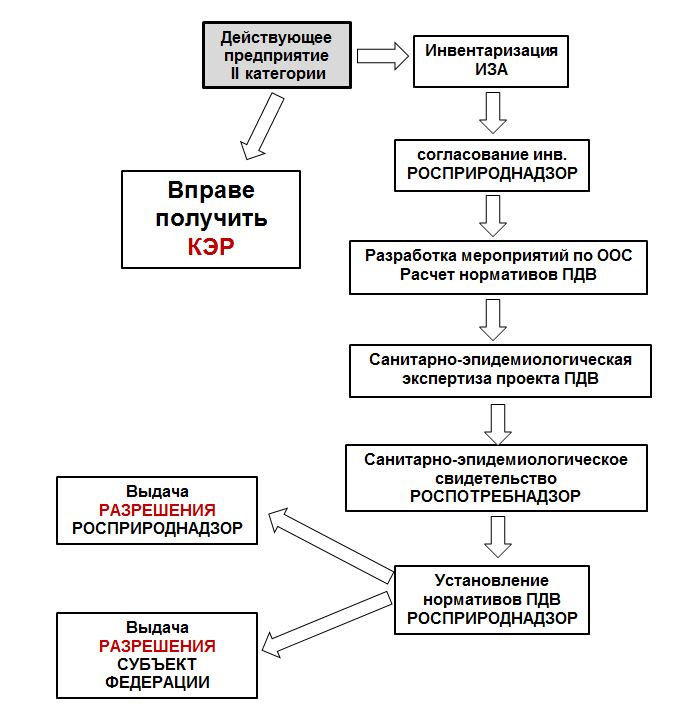 Действующее
предприятие
II категории
Инвентаризация
ИЗА
согласование инв.
РОСПРИРОДНАДЗОР
Вправе
получить
КЭР
Разработка мероприятий по ООС
Расчет нормативов ПДВ
Санитарно-эпидемиологическая
экспертиза проекта ПДВ
Санитарно-эпидемиологическое
свидетельство
РОСПОТРЕБНАДЗОР
Установление
нормативов ПДВ
РОСПРИРОДНАДЗОР
Выдача
РАЗРЕШЕНИЯ
РОСПРИРОДНАДЗОР
Выдача
РАЗРЕШЕНИЯ
СУБЪЕКТ
ФЕДЕРАЦИИ